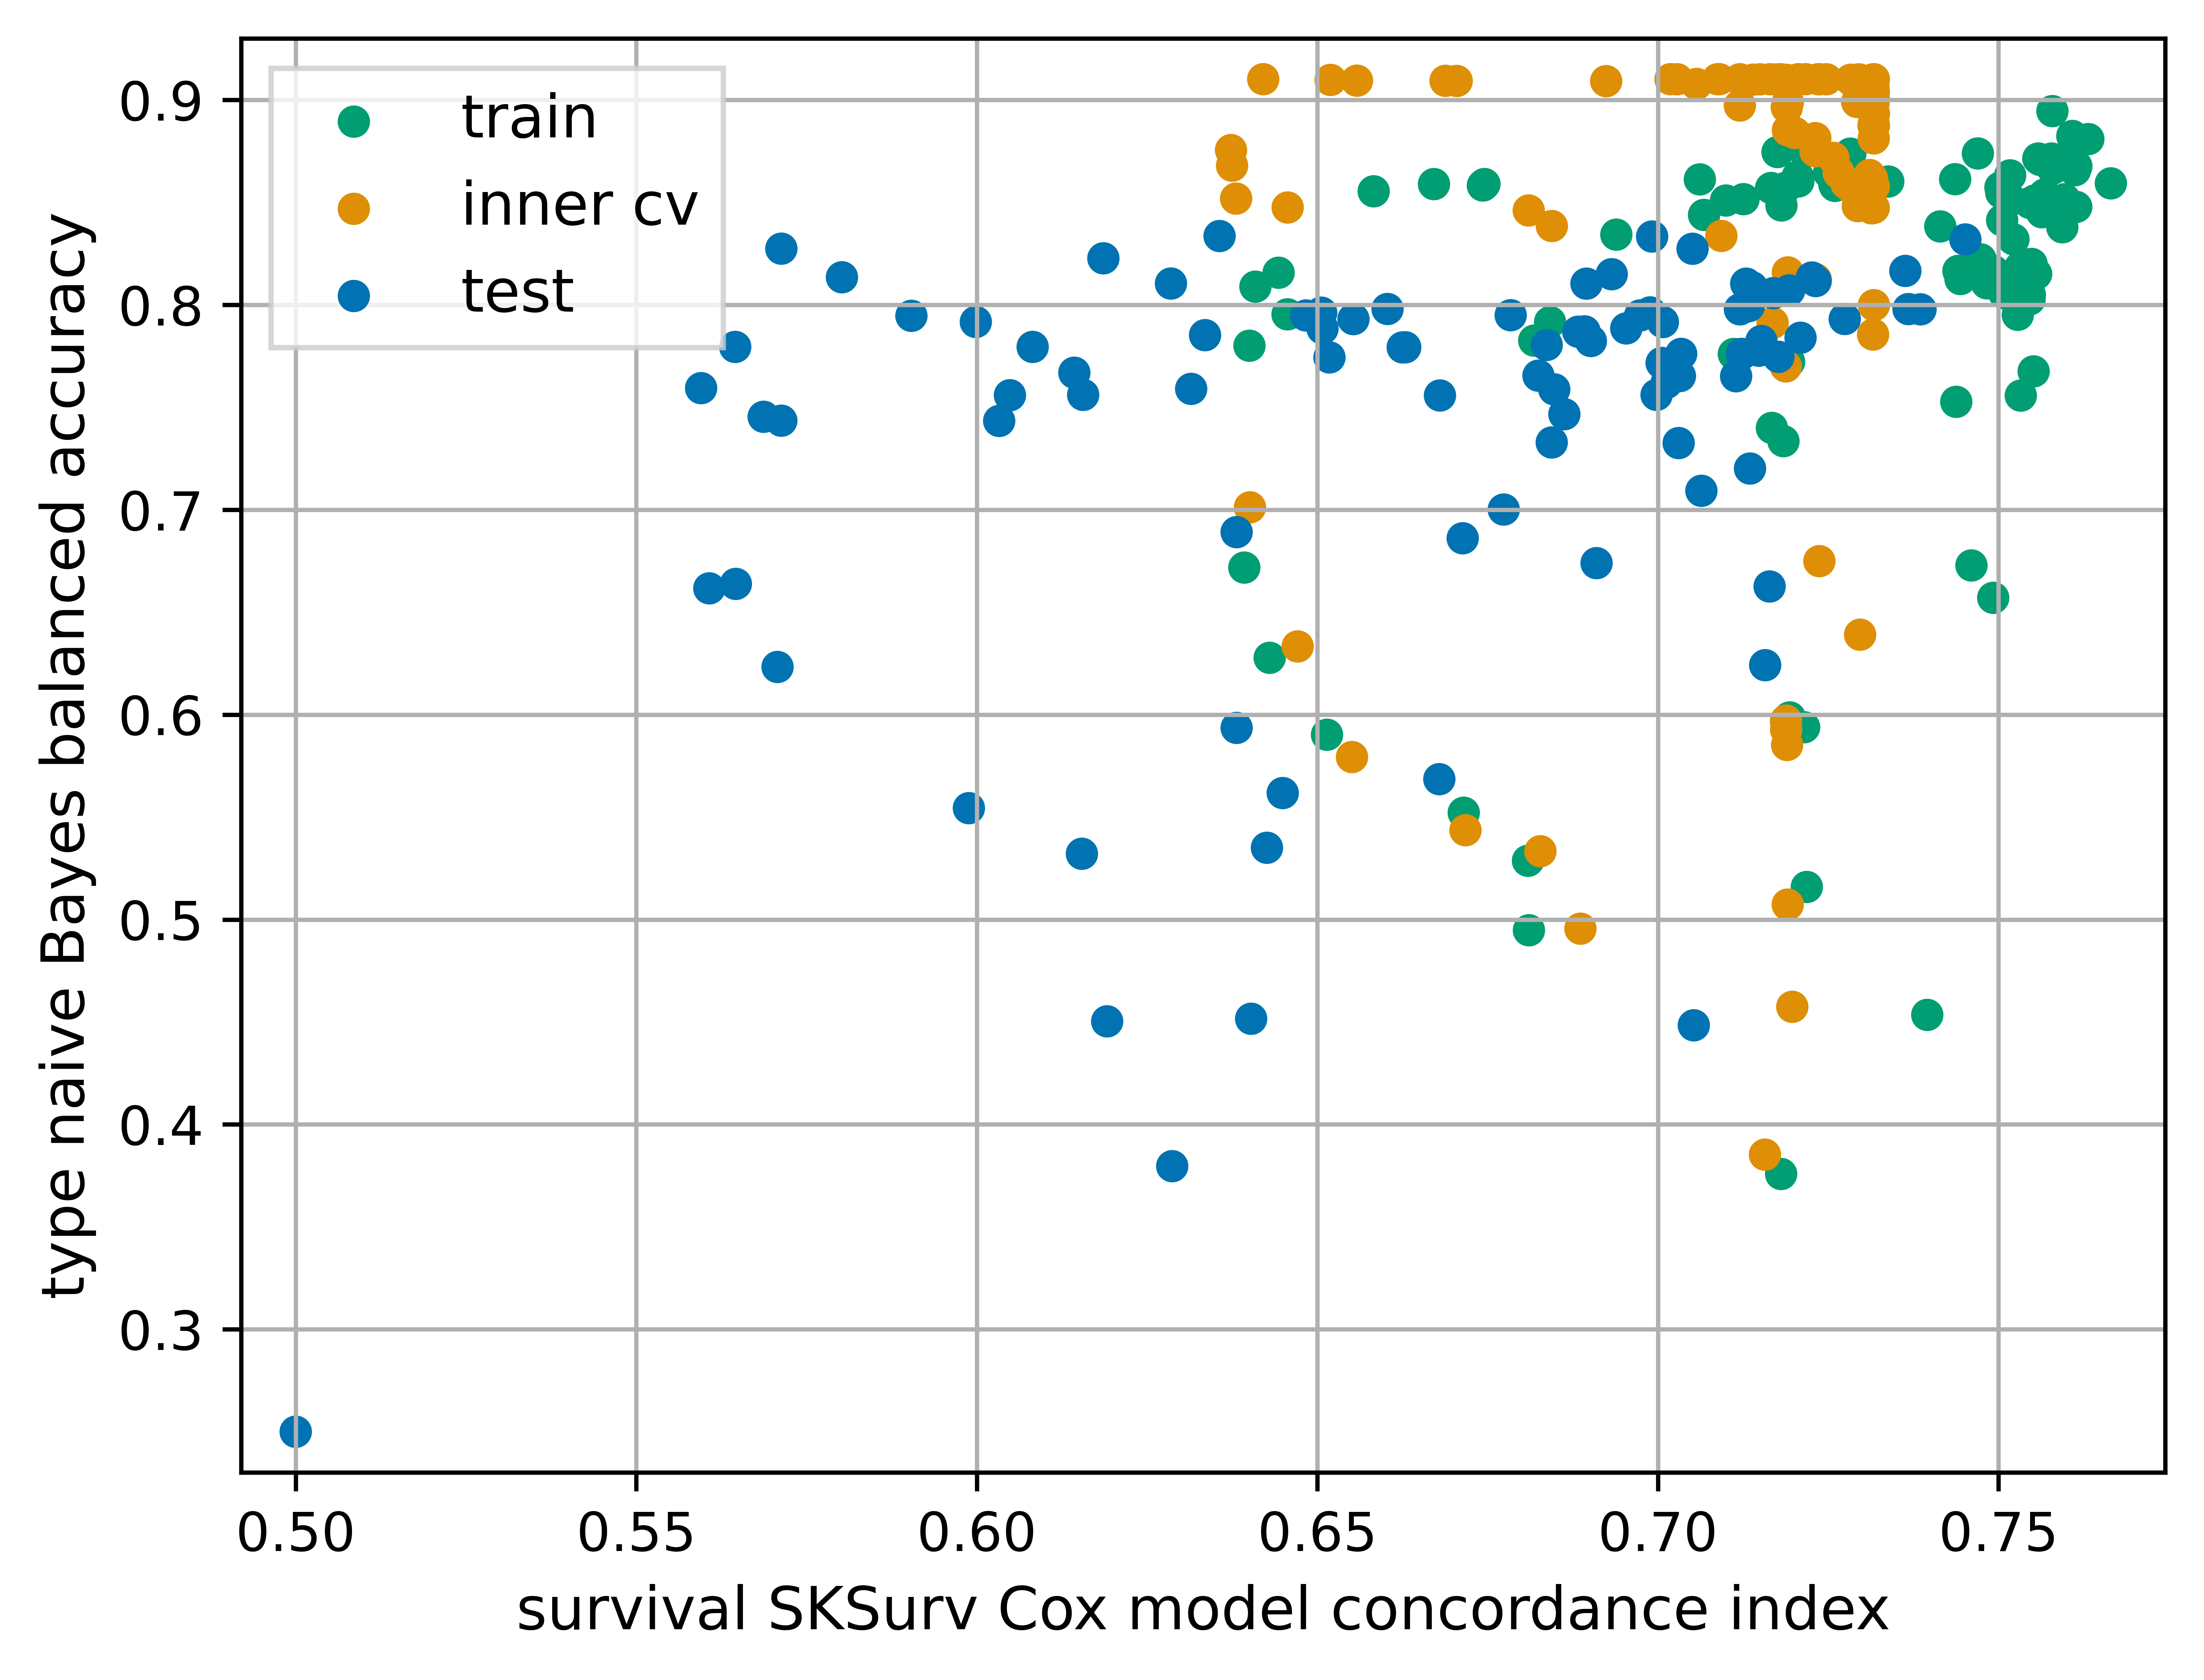 train
inner cv
test
0.9
0.8
0.7
0.6
0.5
0.4
0.3
type naive Bayes balanced accuracy
0.50 0.55 0.60 0.65 0.70 0.75
survival SKSurv Cox model concordance index